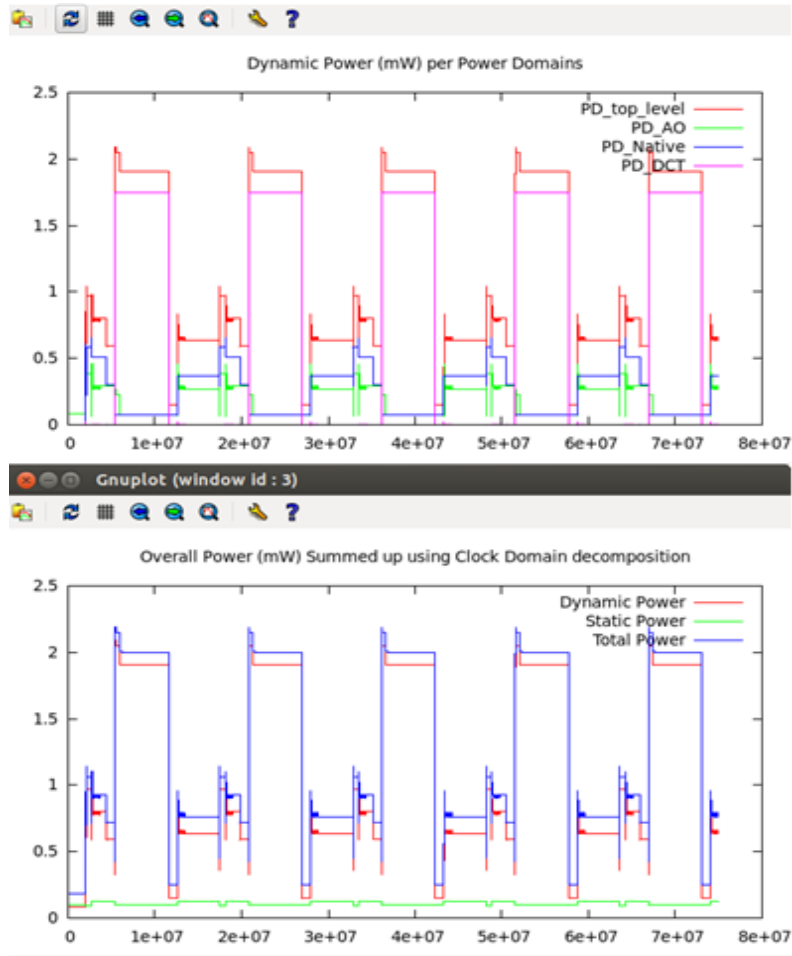 Dynamic Power (mW) per Power Domains
2.5
2
1.5
1
0.5
0
PD_top_level
PD_AO
PD_Native
PD_DCT
0 1e+07 2e+07 3e+07 4e+07 5e+07 6e+07 7e+07 8e+07
Gnuplot (window id : 3)
Overall Power (mW) Summed up using Clock Domain decomposition
2.5
2
1.5
1
0.5
0
Dynamic Power
Static Power
Total Power
0 1e+07 2e+07 3e+07 4e+07 5e+07 6e+07 7e+07 8e+07